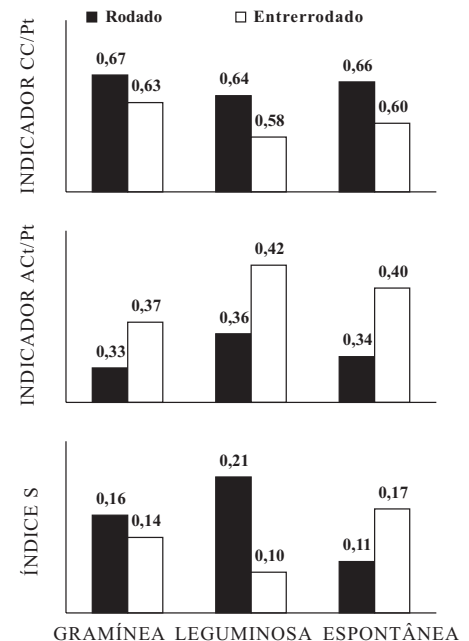 Rodado Entrerrodado
INDICADOR CC/Pt
0,67 0,63 0,64 0,58 0,66 0,60
INDICADOR ACt/Pt
0,33 0,37 0,36 0,42 0,34 0,40
ÍNDICE S
0,16 0,14 0,21 0,10 0,11 0,17
GRAMÍNEA LEGUMINOSA ESPONTÂNEA